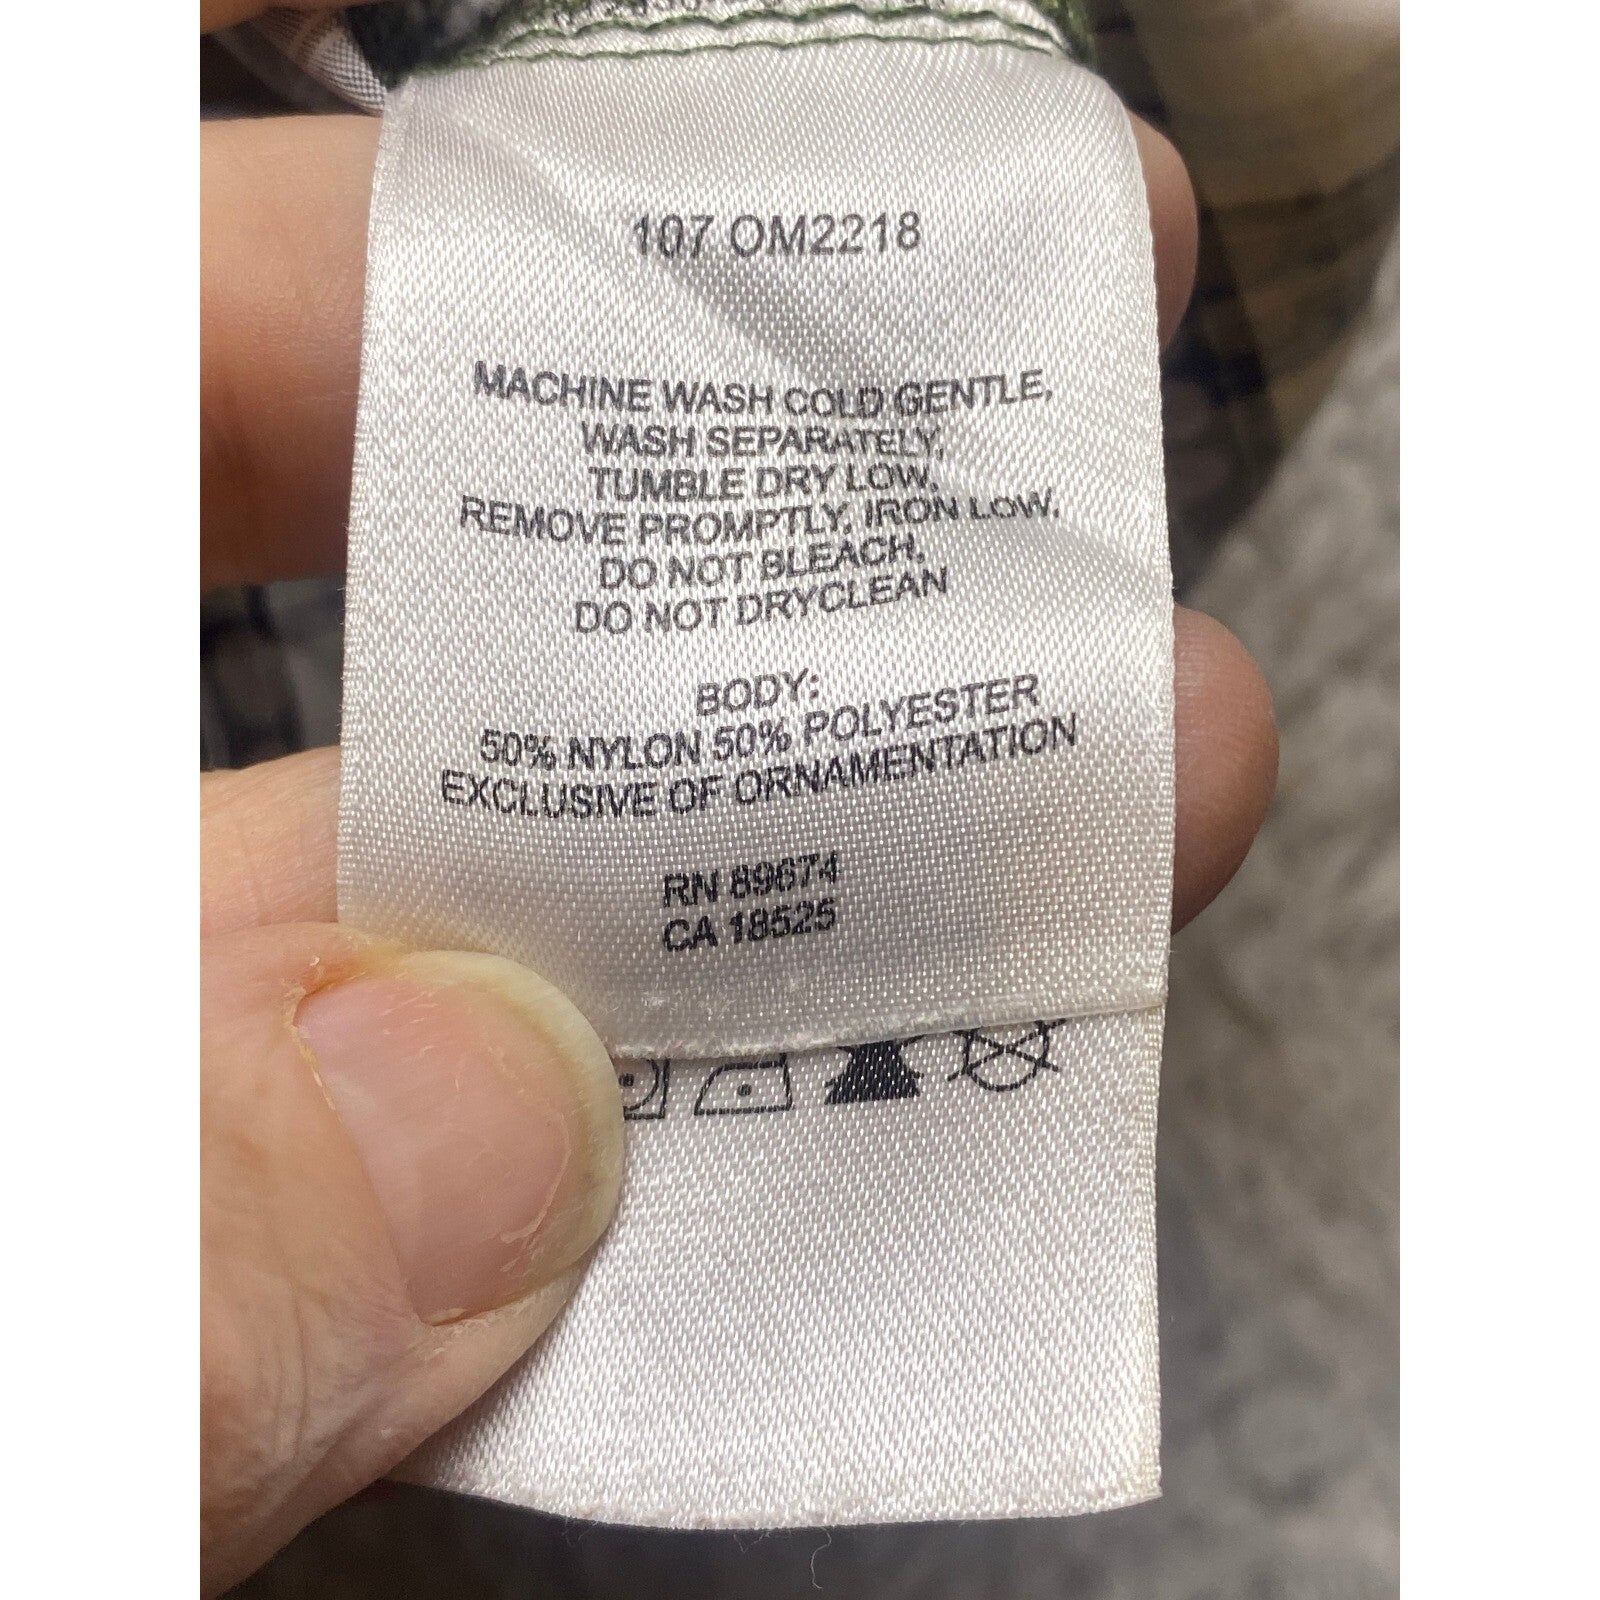 107 OM2218
MACHINE WASH COLD GENTLE,
WASH SEPARATELY,
TUMBLE DRY LOW,
REMOVE PROMPTLY, IRON LOW,
DO NOT BLEACH,
DO NOT DRYCLEAN
BODY:
50% NYLON 50% POLYESTER
EXCLUSIVE OF ORNAMENTATION
RN 89674
CA 18525